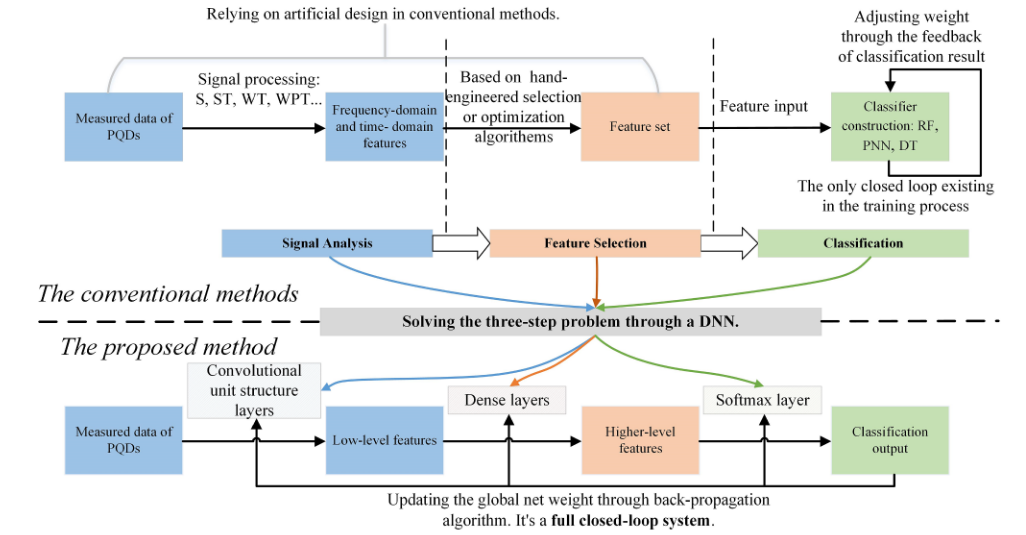 Relying on artificial design in conventional methods.
Adjusting weight
through the feedback
of classification result
Measured data of
PQDs
Signal processing:
S, ST, WT, WPT...
Frequency-domain
and time- domain
features
Based on hand-
engineered selection
or optimization
algorithems
Feature set
Feature input
Classifier
construction: RF,
PNN, DT
The only closed loop existing
in the training process
Signal Analysis
Feature Selection
Classification
The conventional methods
Solving the three-step problem through a DNN.
The proposed method
Convolutional
unit structure
layers
Dense layers
Softmax layer
Measured data of
PQDs
Low-level features
Higher-level
features
Classification
output
Updating the global net weight through back-propagation
algorithm. It's a full closed-loop system.